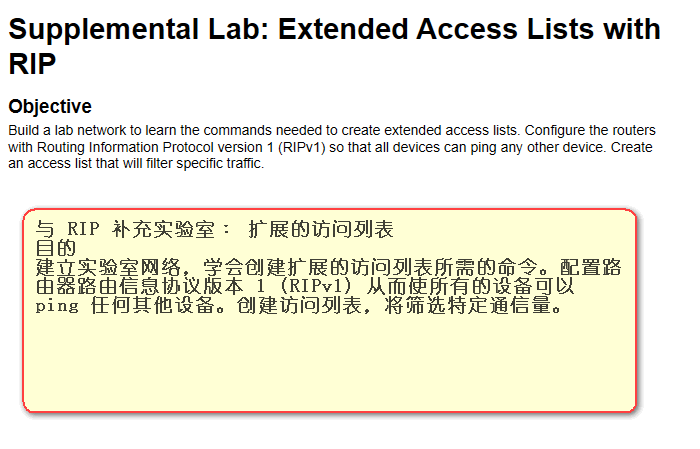 Supplemental Lab: Extended Access Lists with
RIP
Objective
Build a lab network to learn the commands needed to create extended access lists. Configure the routers
with Routing Information Protocol version 1 (RIPv1) so that all devices can ping any other device. Create
an access list that will filter specific traffic.
与 RIP 补充实验室： 扩展的访问列表
目的
建立实验室网络，学会创建扩展的访问列表所需的命令。配置路
由器路由信息协议版本 1 (RIPv1) 从而使所有的设备可以
ping 任何其他设备。创建访问列表，将筛选特定通信量。